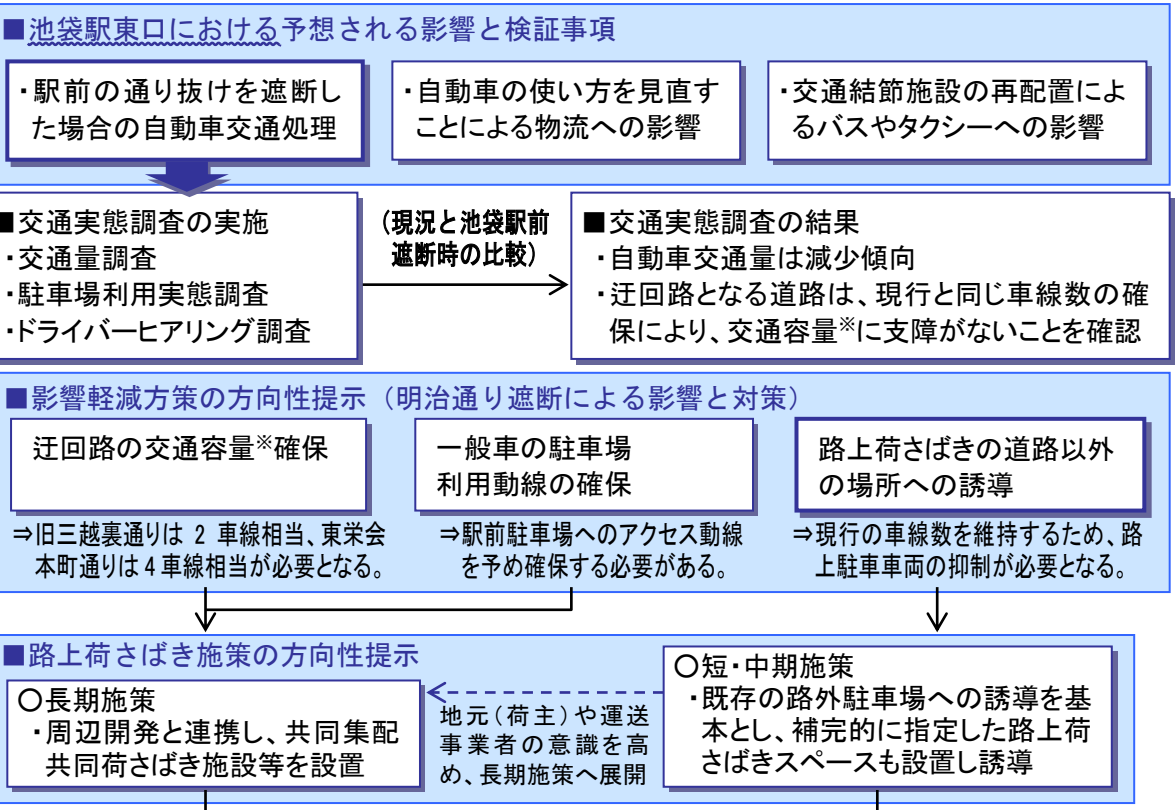 ■池袋駅東口における予想される影響と検証事項
・駅前の通り抜けを遮断し
た場合の自動車交通処理
・自動車の使い方を見直す
ことによる物流への影響
・交通結節施設の再配置によ
るバスやタクシーへの影響
■交通実態調査の実施
・交通量調査
・駐車場利用実態調査
・ドライバーヒアリング調査
(現況と池袋駅前
遮断時の比較)
■交通実態調査の結果
・自動車交通量は減少傾向
・迂回路となる道路は、現行と同じ車線数の確
保により、交通容量※に支障がないことを確認
■影響軽減方策の方向性提示（明治通り遮断による影響と対策）
迂回路の交通容量※確保
⇒旧三越裏通りは 2 車線相当、東栄会
本町通りは4車線相当が必要となる。
一般車の駐車場
利用動線の確保
⇒駅前駐車場へのアクセス動線
を予め確保する必要がある。
路上荷さばきの道路以外
の場所への誘導
⇒現行の車線数を維持するため、路
上駐車車両の抑制が必要となる。
■路上荷さばき施策の方向性提示
○長期施策
・周辺開発と連携し、共同集配
共同荷さばき施設等を設置
地元(荷主)や運送
事業者の意識を高
め、長期施策へ展開
○短・中期施策
・既存の路外駐車場への誘導を基
本とし、補完的に指定した路上荷
さばきスペースも設置し誘導